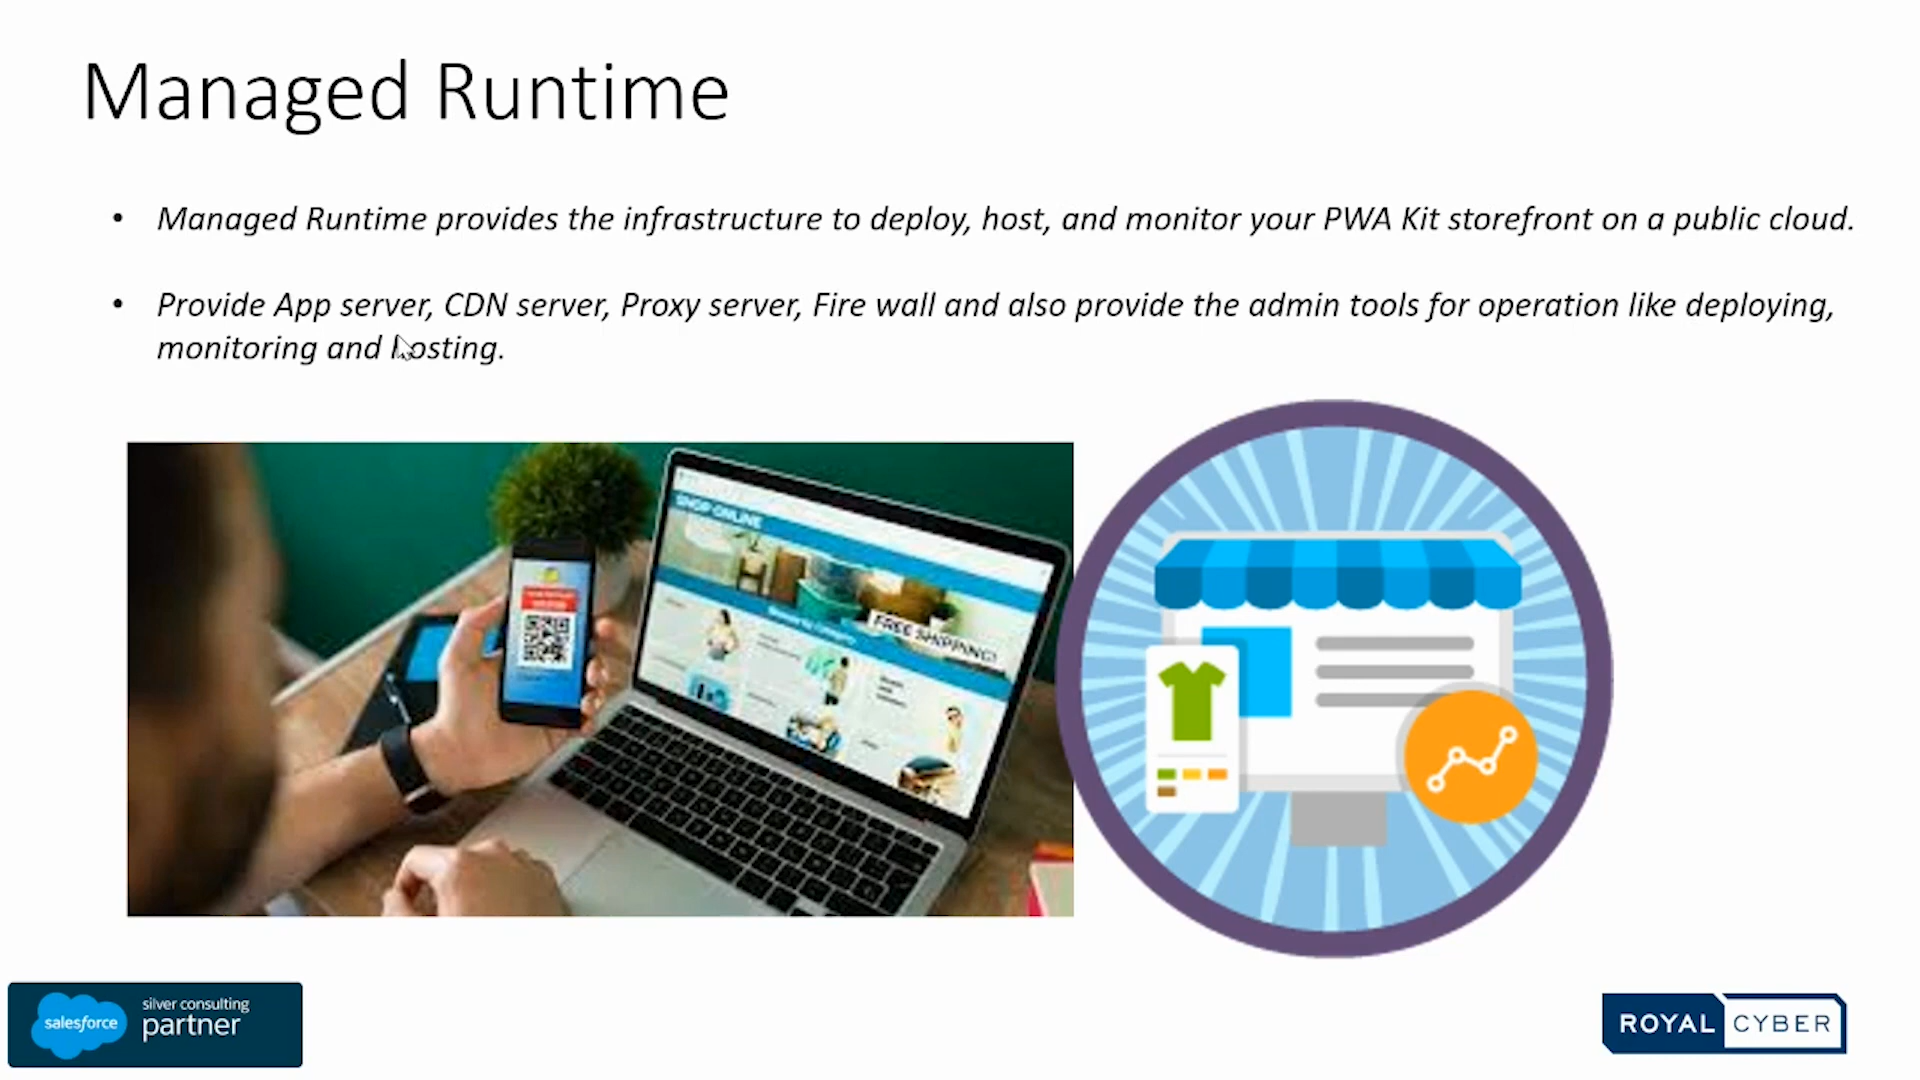 Managed Runtime
• Managed Runtime provides the infrastructure to deploy, host, and monitor your PWA Kit storefront on a public cloud.
• Provide App server, CDN server, Proxy server, Fire wall and also provide the admin tools for operation like deploying,
monitoring and hosting.
SHOP ONLINE
FREE SHIPPING!
salesforce
silver consulting
partner
ROYAL CYBER